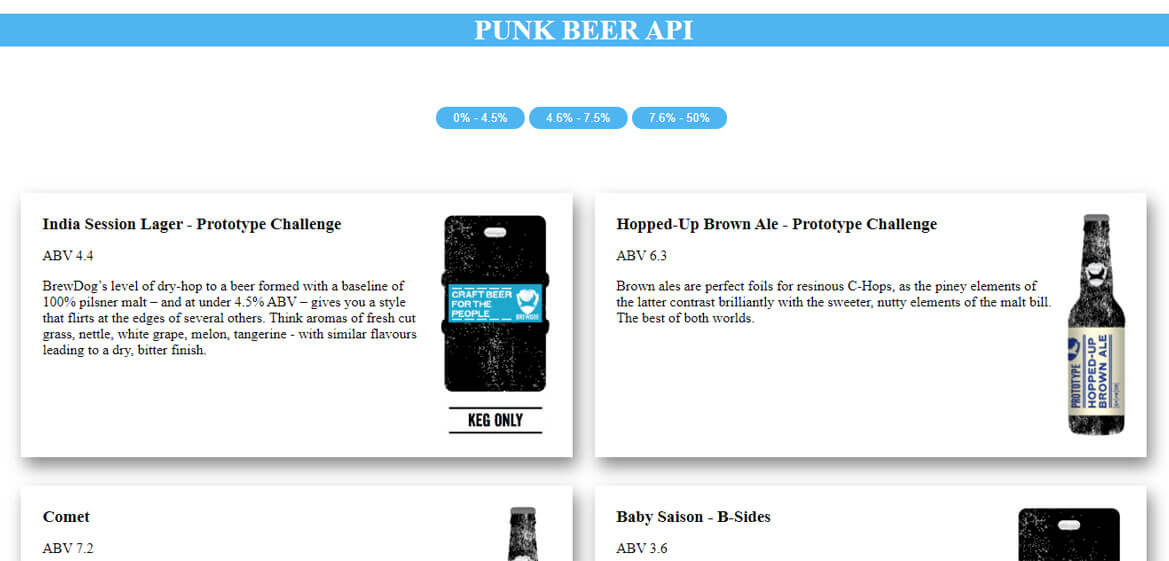 PUNK BEER API
0% - 4.5%
4.6% - 7.5%
7.6% - 50%
India Session Lager - Prototype Challenge
ABV 4.4
BrewDog’s level of dry-hop to a beer formed with a baseline of
100% pilsner malt – and at under 4.5% ABV – gives you a style
that flirts at the edges of several others. Think aromas of fresh cut
grass, nettle, white grape, melon, tangerine - with similar flavours
leading to a dry, bitter finish.
CRAFT BEER
FOR THE
PEOPLE
BREWDOG
KEG ONLY
Hopped-Up Brown Ale - Prototype Challenge
ABV 6.3
Brown ales are perfect foils for resinous C-Hops, as the piney elements of
the latter contrast brilliantly with the sweeter, nutty elements of the malt bill.
The best of both worlds.
PROTOTYPE
HOPPED-UP
BROWN ALE
Comet
ABV 7.2
Baby Saison - B-Sides
ABV 3.6